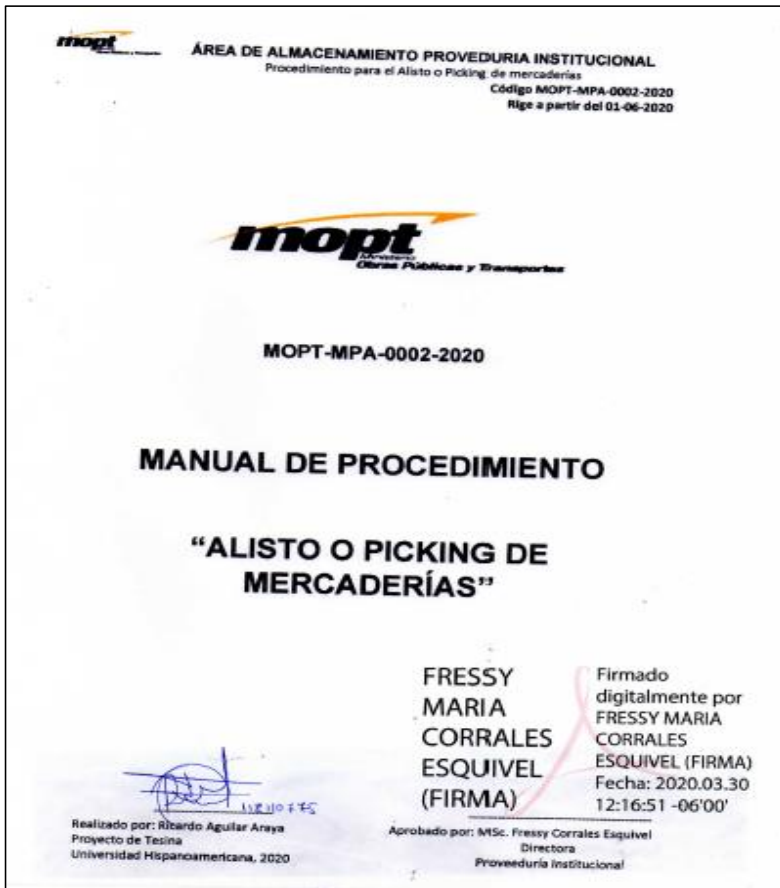 mopt
ÁREA DE ALMACENAMIENTO PROVEDURIA INSTITUCIONAL
Procedimiento para el Alisto o Picking de mercaderías
Código MOPT-MPA-0002-2020
Rige a partir del 01-06-2020
mopt
Ministerio
Obras Públicas y Transportes
MOPT-MPA-0002-2020
MANUAL DE PROCEDIMIENTO
“ALISTO O PICKING DE
MERCADERÍAS”
FRESSY
MARIA
CORRALES
ESQUIVEL
(FIRMA)
Firmado
digitalmente por
FRESSY MARIA
CORRALES
ESQUIVEL (FIRMA)
Fecha: 2020.03.30
12:16:51 -06'00'
Realizado por: Ricardo Aguilar Araya
Proyecto de Tesina
Universidad Hispanoamericana, 2020
Aprobado por: MSc. Fressy Corrales Esquivel
Directora
Proveeduría Institucional